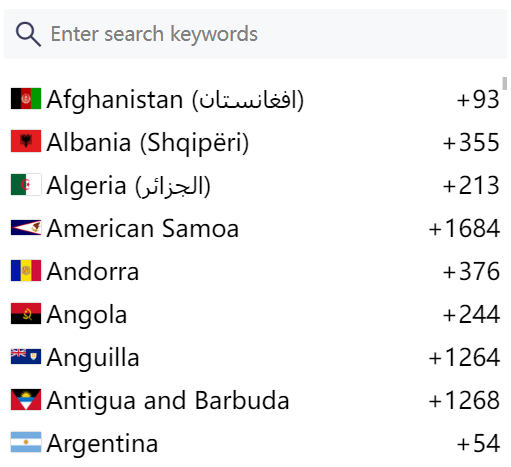 Enter search keywords
Afghanistan (افغانستان) +93
Albania (Shqipëri) +355
Algeria (الجزائر) +213
American Samoa +1684
Andorra +376
Angola +244
Anguilla +1264
Antigua and Barbuda +1268
Argentina +54